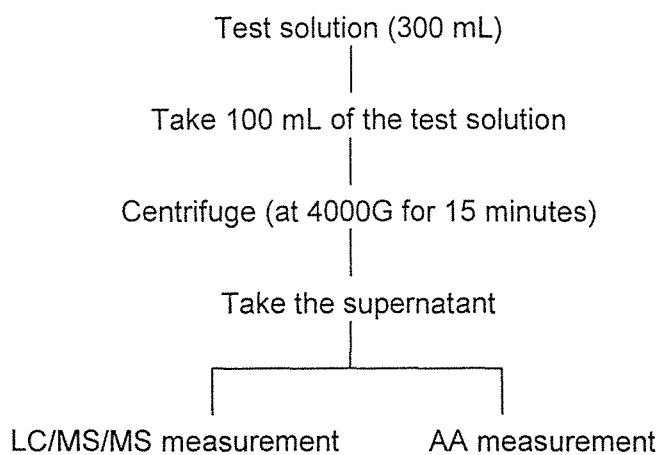 Test solution (300 mL)
Take 100 mL of the test solution
Centrifuge (at 4000G for 15 minutes)
Take the supernatant
LC/MS/MS measurement
AA measurement